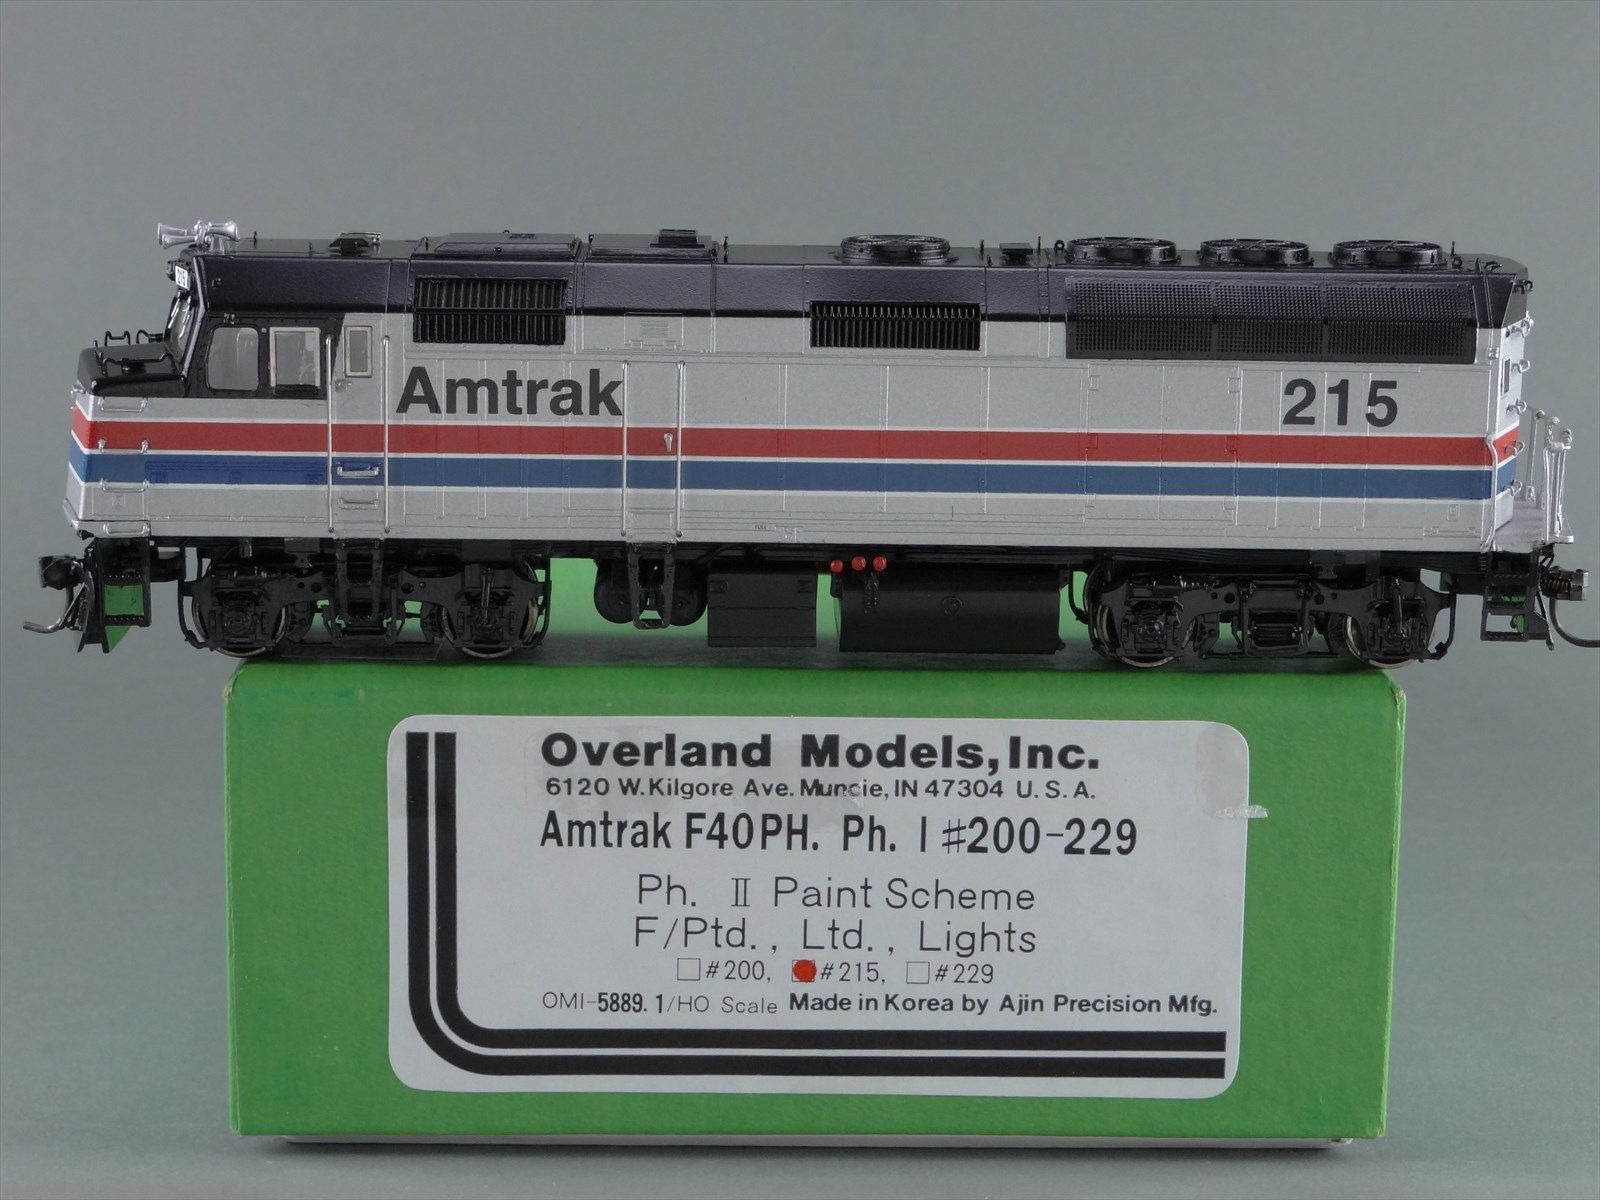 215
Amtrak
215
Overland Models, Inc.
6120 W. Kilgore Ave. Muncie, IN 47304 U.S.A.
Amtrak F40PH. Ph. I #200-229
Ph. II Paint Scheme
F/Ptd., Ltd., Lights
#200, #215, #229
OMI-5889.1/HO Scale Made in Korea by Ajin Precision Mfg.